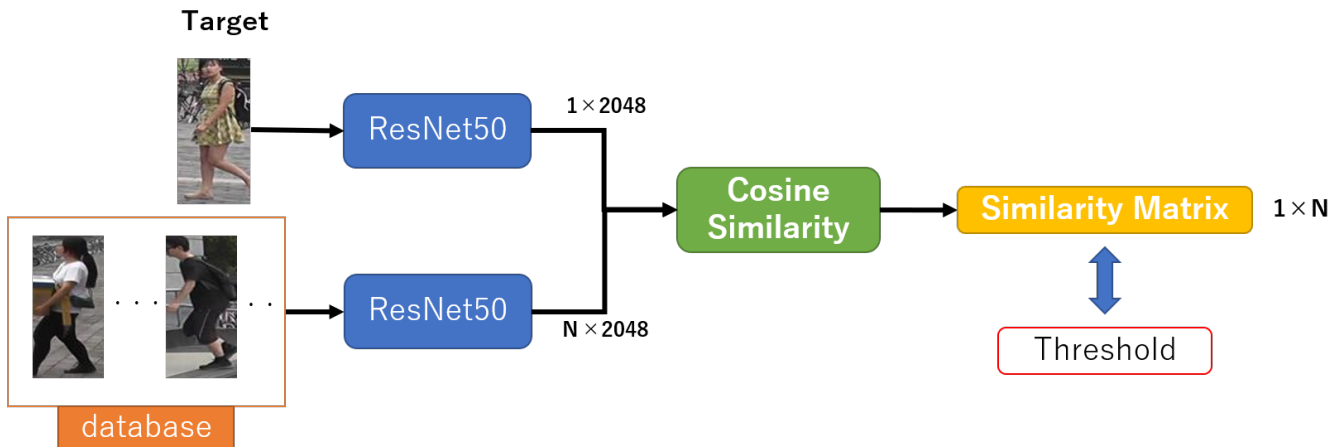 Target
ResNet50
1×2048
Cosine
Similarity
Similarity Matrix
1×N
· · ·
· ·
ResNet50
N×2048
Threshold
database